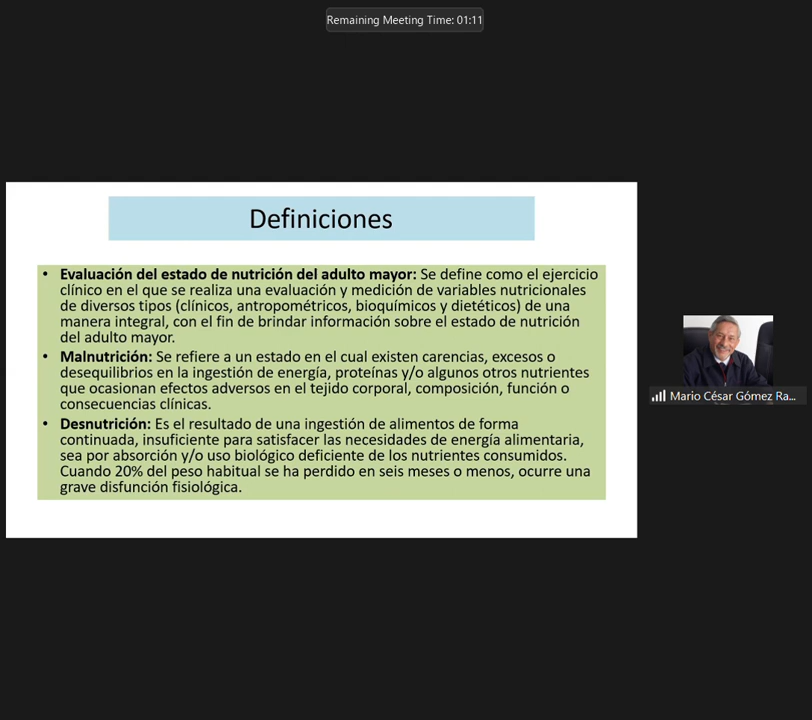 Remaining Meeting Time: 01:11
Definiciones
• Evaluación del estado de nutrición del adulto mayor: Se define como el ejercicio
clínico en el que se realiza una evaluación y medición de variables nutricionales
de diversos tipos (clínicos, antropométricos, bioquímicos y dietéticos) de una
manera integral, con el fin de brindar información sobre el estado de nutrición
del adulto mayor.
• Malnutrición: Se refiere a un estado en el cual existen carencias, excesos o
desequilibrios en la ingestión de energía, proteínas y/o algunos otros nutrientes
que ocasionan efectos adversos en el tejido corporal, composición, función o
consecuencias clínicas.
• Desnutrición: Es el resultado de una ingestión de alimentos de forma
continuada, insuficiente para satisfacer las necesidades de energía alimentaria,
sea por absorción y/o uso biológico deficiente de los nutrientes consumidos.
Cuando 20% del peso habitual se ha perdido en seis meses o menos, ocurre una
grave disfunción fisiológica.
Mario César Gómez Ra...